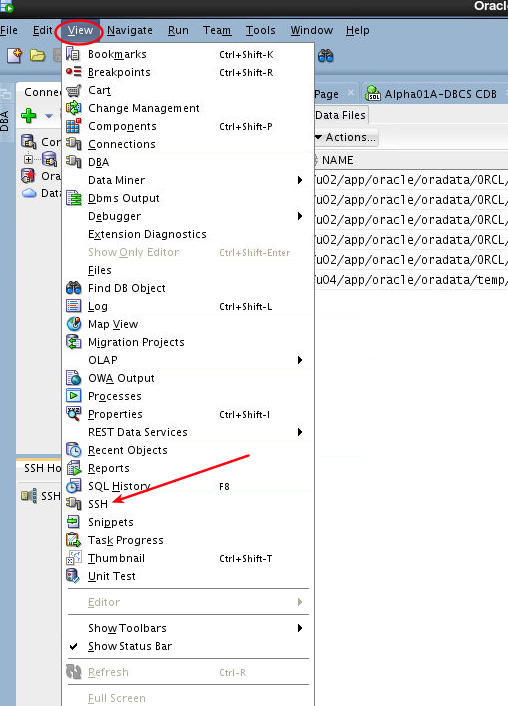 Oracle
File Edit View Navigate Run Team Tools Window Help
Bookmarks Ctrl+Shift-K
Breakpoints Ctrl+Shift-R
Cart
Change Management
Components Ctrl+Shift-P
Connections
DBA
Data Miner
Dbms Output
Debugger
Extension Diagnostics
Show Only Editor Ctrl+Shift-Enter
Files
Find DB Object
Log Ctrl+Shift-L
Map View
Migration Projects
OLAP
OWA Output
Processes
Properties Ctrl+Shift-I
REST Data Services
Recent Objects
Reports
SQL History F8
SSH
Snippets
Task Progress
Thumbnail Ctrl+Shift-T
Unit Test
Editor
Show Toolbars
Show Status Bar
Refresh Ctrl-R
Full Screen
DBA
Conne
Con
Ora
Data
SSH Ho
SSH
Page Alpha01A-DBCS CDB
Data Files
Actions...
NAME
/u02/app/oracle/oradata/ORCL/
/u02/app/oracle/oradata/ORCL/
/u02/app/oracle/oradata/ORCL/
/u02/app/oracle/oradata/ORCL/
/u02/app/oracle/oradata/ORCL/
/u04/app/oracle/oradata/temp/